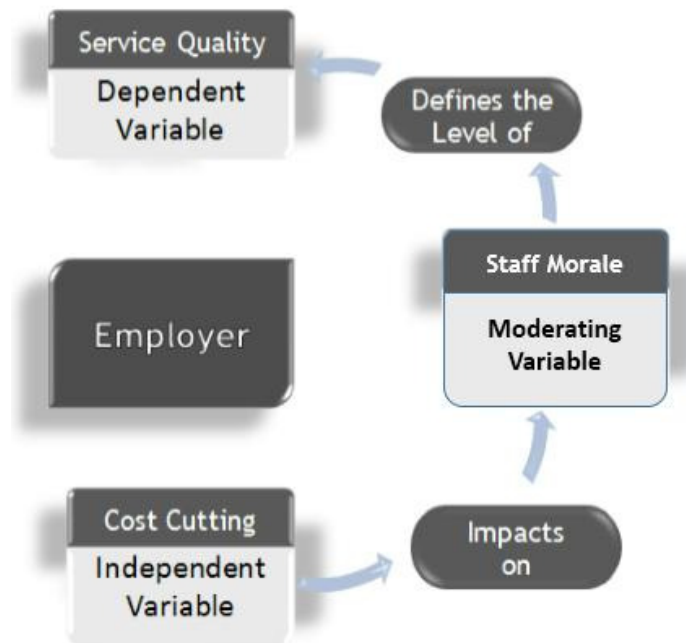 Service Quality
Dependent
Variable
Defines the
Level of
Staff Morale
Moderating
Variable
Employer
Cost Cutting
Independent
Variable
Impacts
on